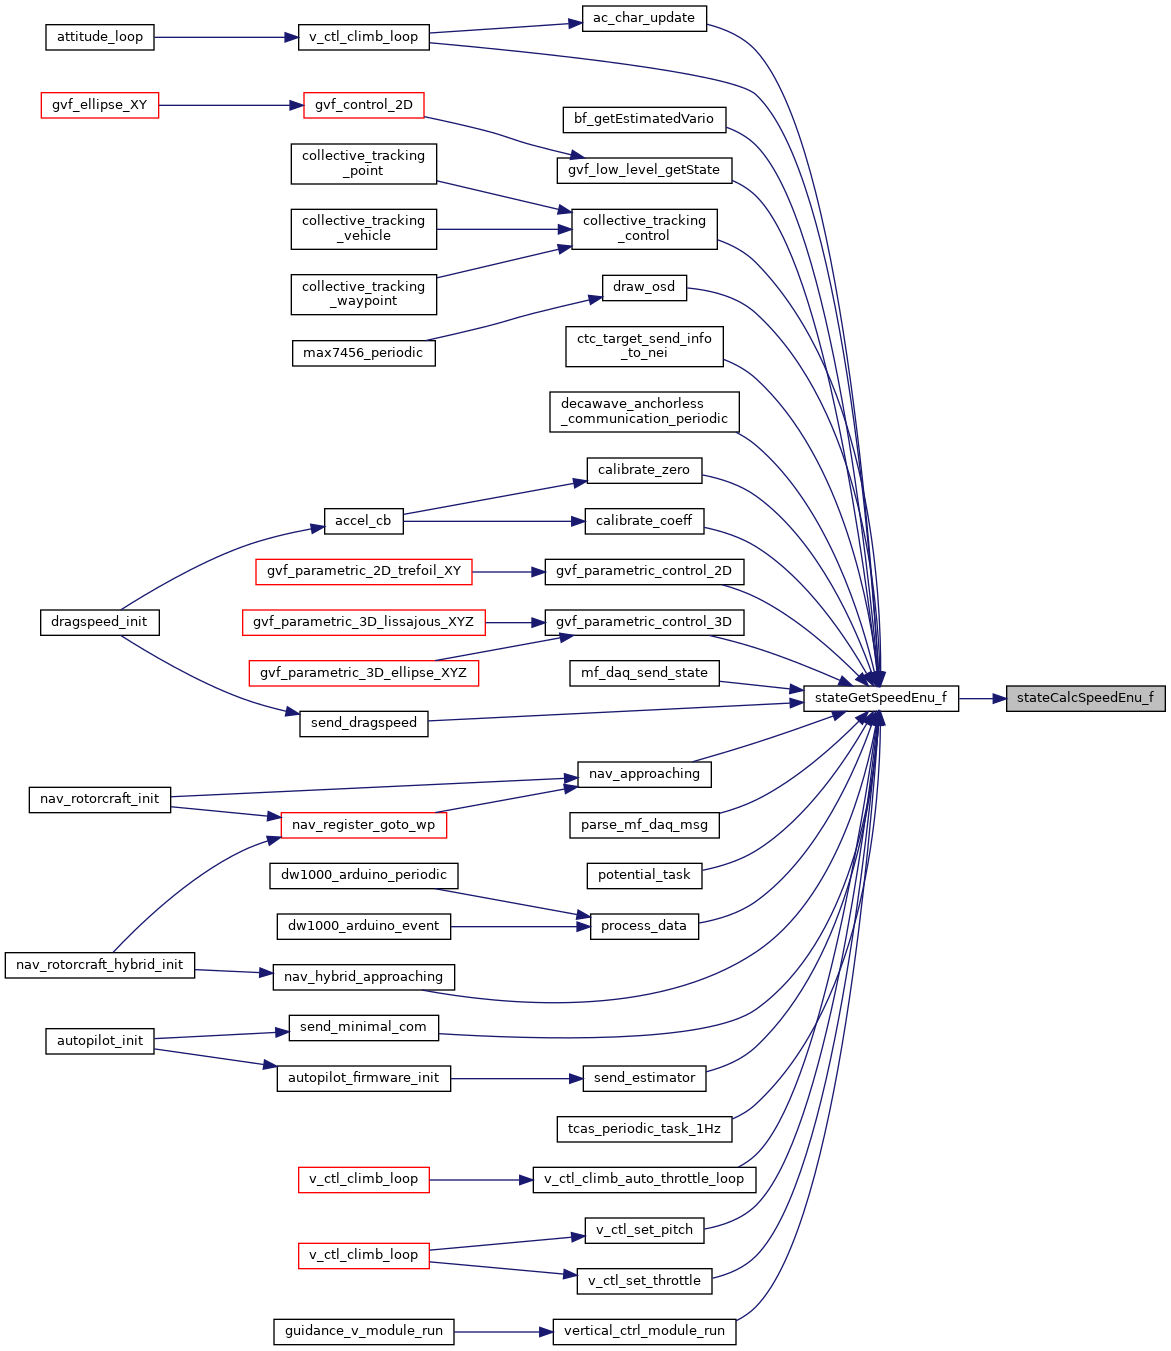 ac_char_update
attitude_loop
v_ctl_climb_loop
gvf_ellipse_XY
gvf_control_2D
bf_getEstimatedVario
collective_tracking
_point
gvf_low_level_getState
collective_tracking
_vehicle
collective_tracking
_control
collective_tracking
_waypoint
draw_osd
max7456_periodic
ctc_target_send_info
_to_nei
decawave_anchorless
_communication_periodic
calibrate_zero
accel_cb
calibrate_coeff
gvf_parametric_2D_trefoil_XY
gvf_parametric_control_2D
dragspeed_init
gvf_parametric_3D_lissajous_XYZ
gvf_parametric_control_3D
gvf_parametric_3D_ellipse_XYZ
mf_daq_send_state
stateGetSpeedEnu_f
stateCalcSpeedEnu_f
send_dragspeed
nav_approaching
nav_rotorcraft_init
nav_register_goto_wp
parse_mf_daq_msg
dw1000_arduino_periodic
potential_task
dw1000_arduino_event
process_data
nav_rotorcraft_hybrid_init
nav_hybrid_approaching
send_minimal_com
autopilot_init
autopilot_firmware_init
send_estimator
tcas_periodic_task_1Hz
v_ctl_climb_loop
v_ctl_climb_auto_throttle_loop
v_ctl_set_pitch
v_ctl_climb_loop
v_ctl_set_throttle
guidance_v_module_run
vertical_ctrl_module_run